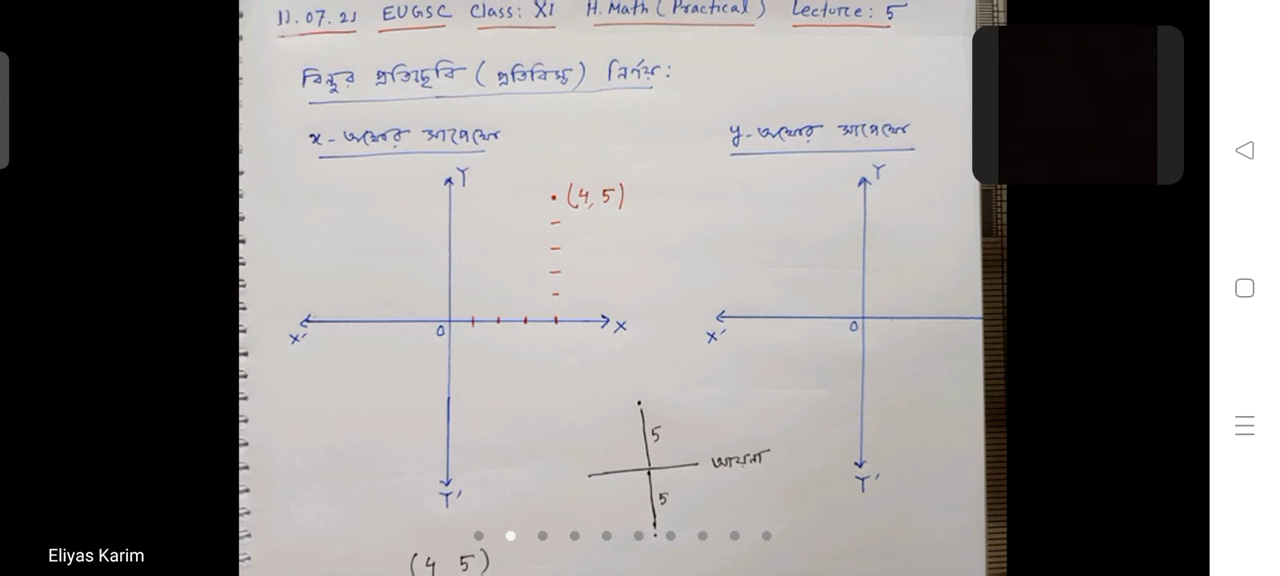 11.07.21 EUGSC Class: XI H. Math (Practical) Lecture: 5
বিন্দুর প্রতিচ্ছবি (প্রতিবিম্ব) নির্ণয়:
x-অক্ষের সাপেক্ষে
y-অক্ষের সাপেক্ষে
Y
(4, 5)
X'
O
X
Y'
Y
X'
O
Y'
5
আয়না
5
(4 5)
Eliyas Karim